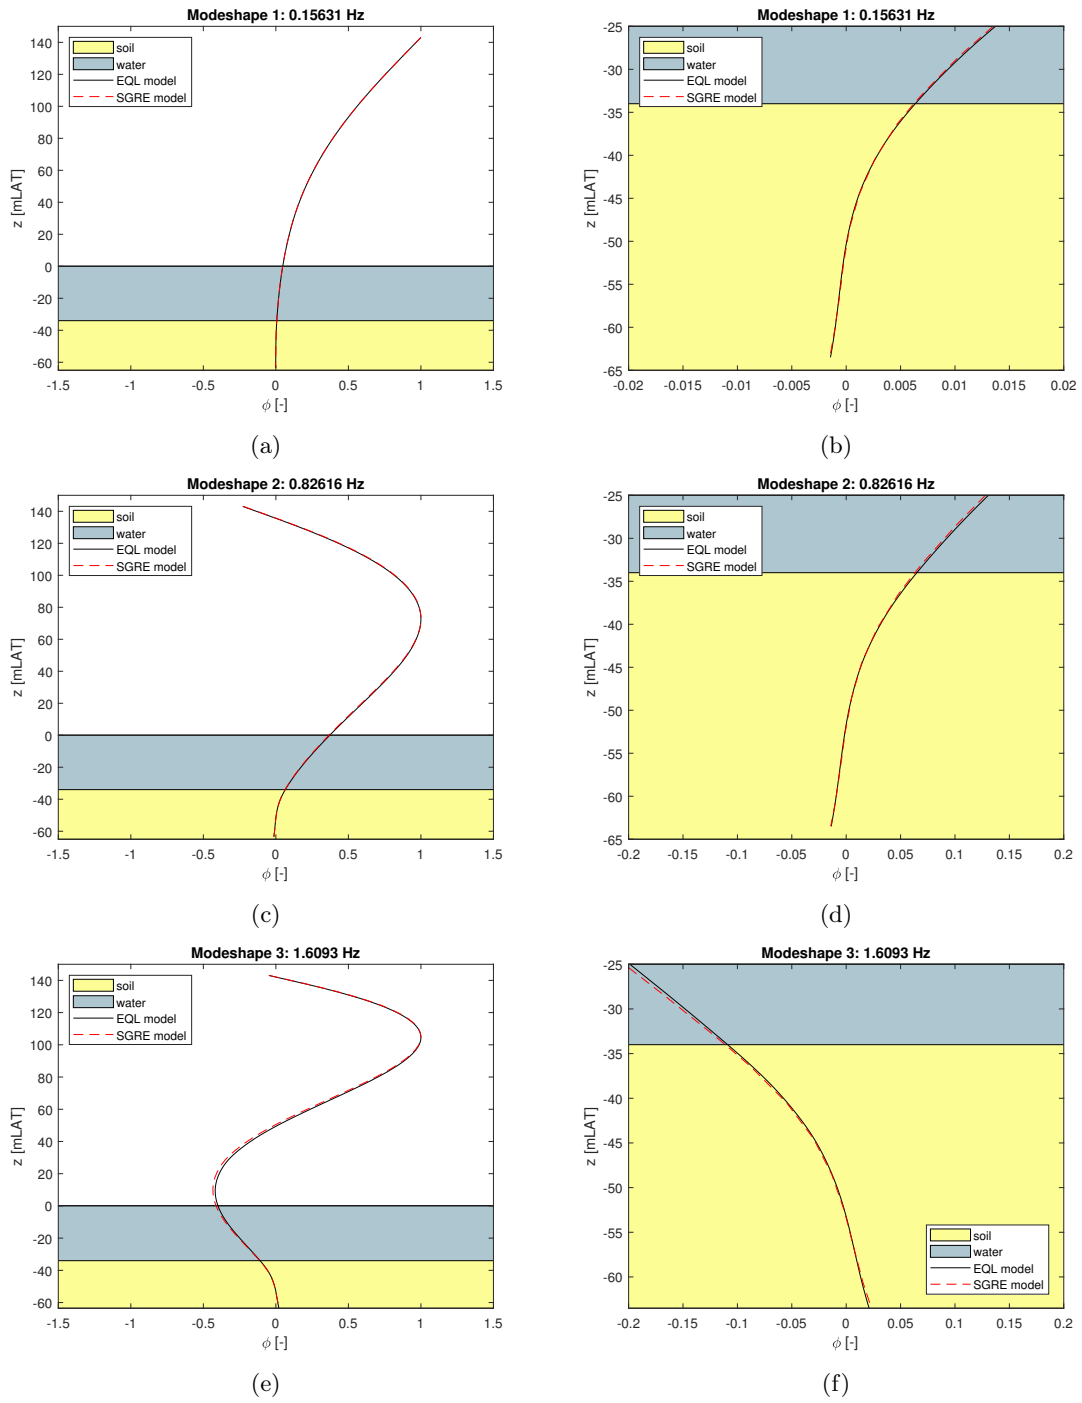 Modeshape 1: 0.15631 Hz
140
120
100
80
60
40
20
0
-20
-40
-60
z [mLAT]
soil
water
EQL model
SGRE model
-1.5 -1 -0.5 0 0.5 1 1.5
ϕ [-]
(a)
Modeshape 1: 0.15631 Hz
-25
-30
-35
-40
-45
-50
-55
-60
-65
z [mLAT]
soil
water
EQL model
SGRE model
-0.02 -0.015 -0.01 -0.005 0 0.005 0.01 0.015 0.02
ϕ [-]
(b)
Modeshape 2: 0.82616 Hz
140
120
100
80
60
40
20
0
-20
-40
-60
z [mLAT]
soil
water
EQL model
SGRE model
-1.5 -1 -0.5 0 0.5 1 1.5
ϕ [-]
(c)
Modeshape 2: 0.82616 Hz
-25
-30
-35
-40
-45
-50
-55
-60
-65
z [mLAT]
soil
water
EQL model
SGRE model
-0.2 -0.15 -0.1 -0.05 0 0.05 0.1 0.15 0.2
ϕ [-]
(d)
Modeshape 3: 1.6093 Hz
140
120
100
80
60
40
20
0
-20
-40
-60
z [mLAT]
soil
water
EQL model
SGRE model
-1.5 -1 -0.5 0 0.5 1 1.5
ϕ [-]
(e)
Modeshape 3: 1.6093 Hz
-25
-30
-35
-40
-45
-50
-55
-60
z [mLAT]
soil
water
EQL model
SGRE model
-0.2 -0.15 -0.1 -0.05 0 0.05 0.1 0.15 0.2
ϕ [-]
(f)